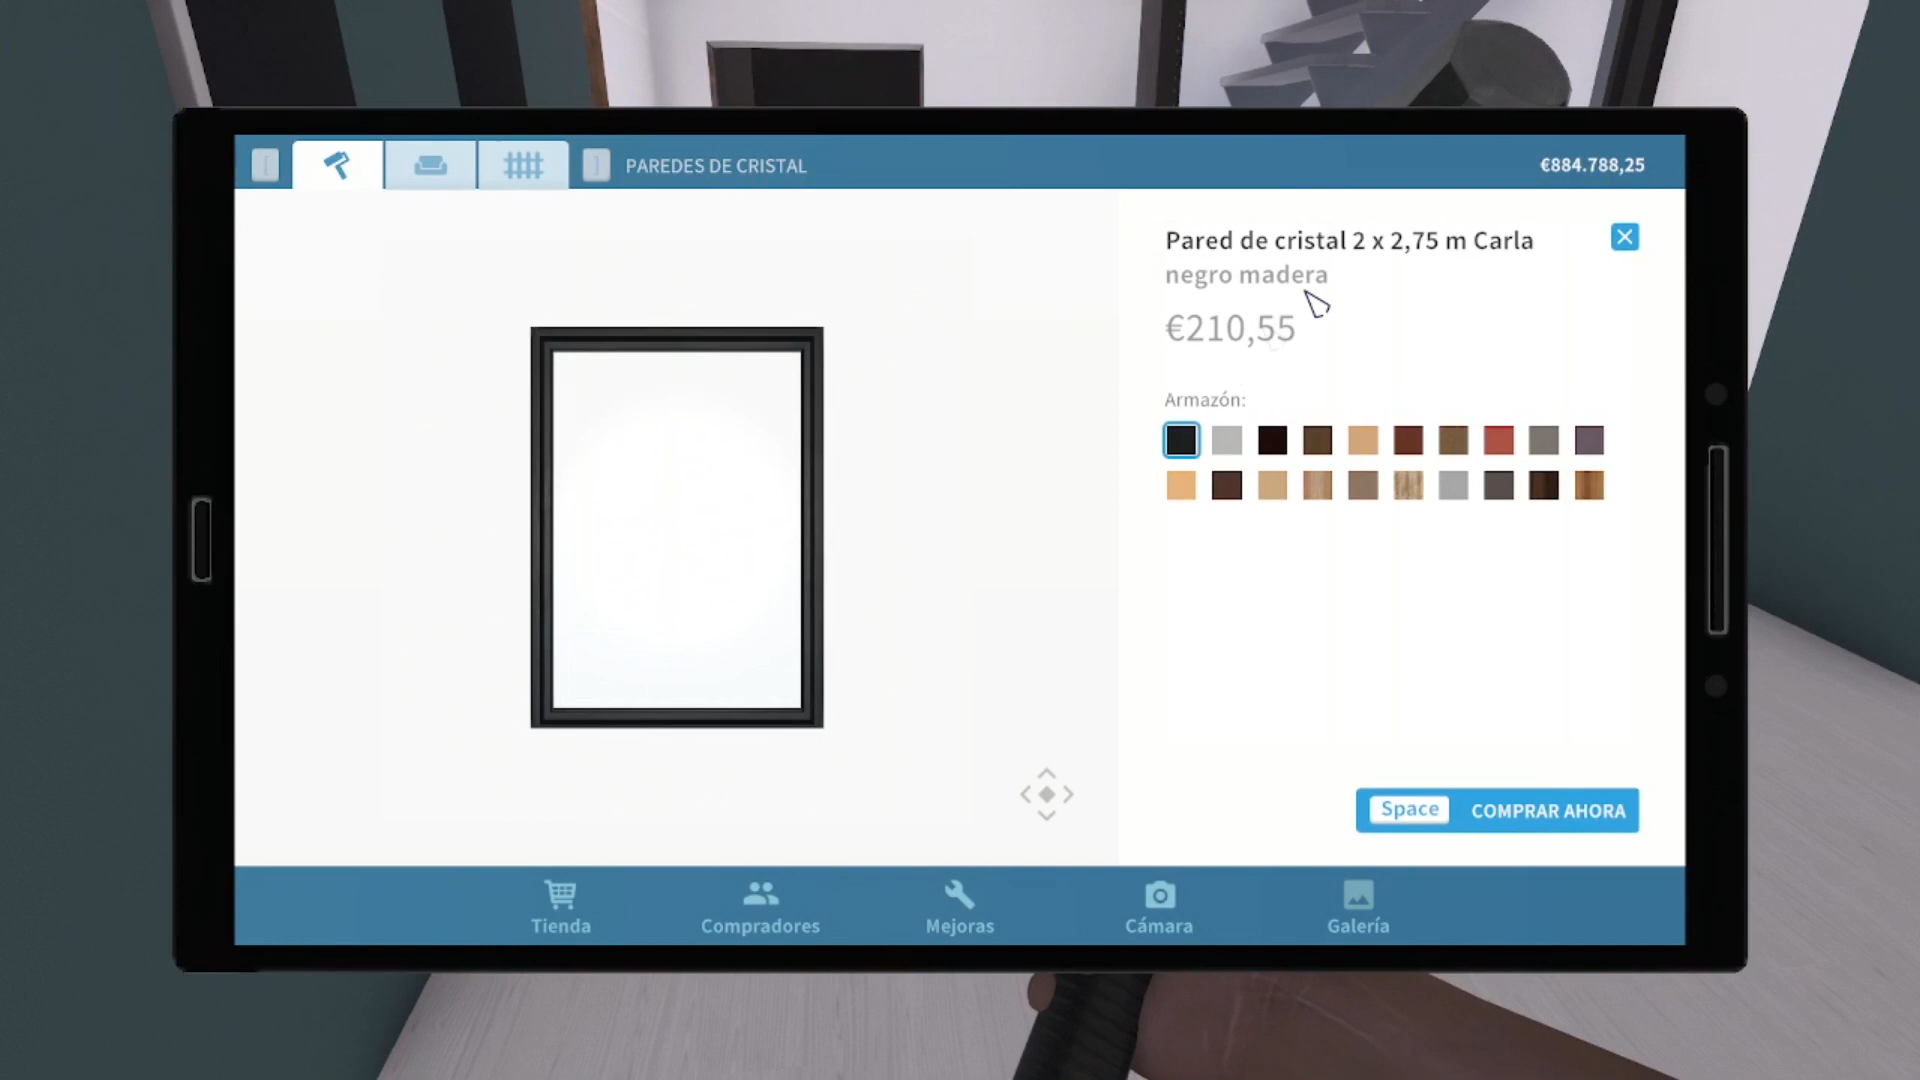 [
]
PAREDES DE CRISTAL
€884.788,25
Pared de cristal 2 x 2,75 m Carla
negro madera
€210,55
Armazón:
Space COMPRAR AHORA
Tienda
Compradores
Mejoras
Cámara
Galería